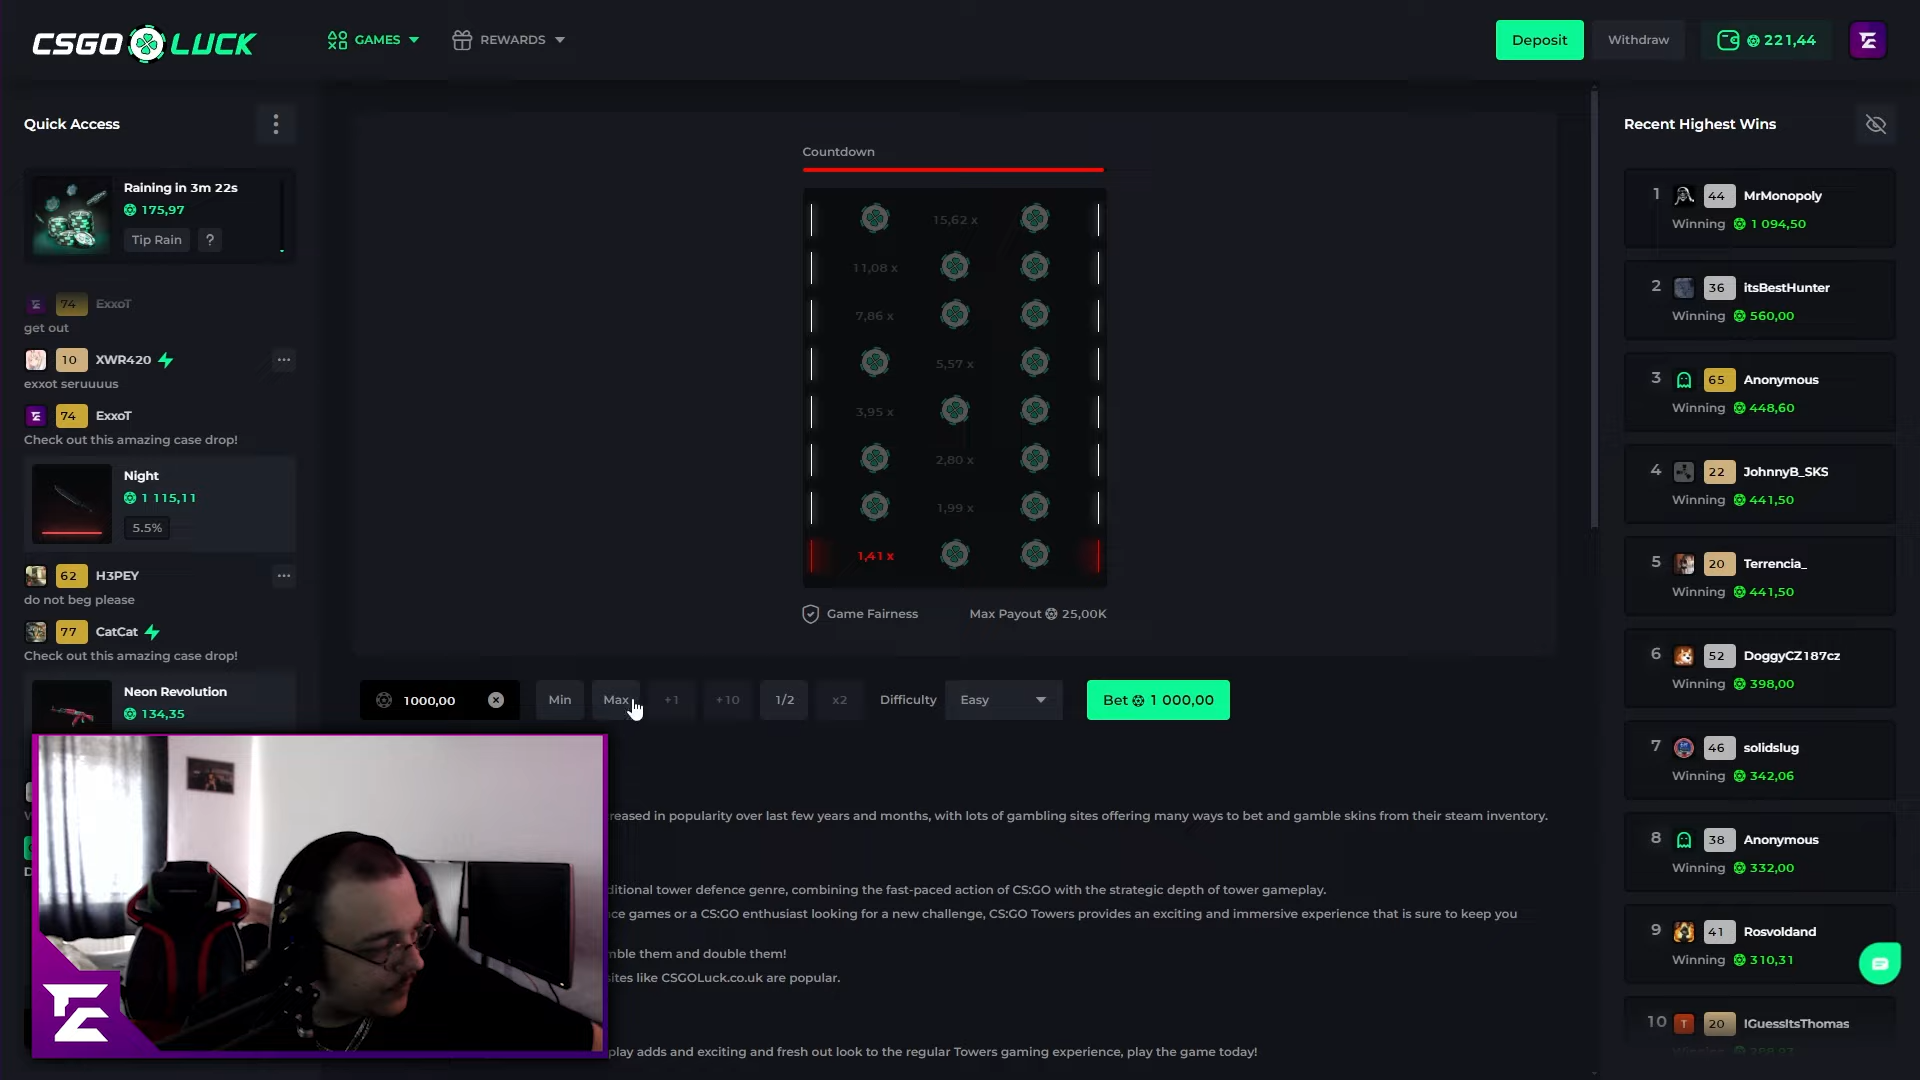 CSGO LUCK
GAMES
REWARDS
Deposit
Withdraw
221,44
Quick Access
Raining in 3m 22s
175,97
Tip Rain
?
74 ExxoT
get out
10 XWR420
exxot seruuuus
74 ExxoT
Check out this amazing case drop!
Night
1 115,11
5.5%
62 H3PEY
do not beg please
77 CatCat
Check out this amazing case drop!
Neon Revolution
134,35
Countdown
15,62 x
11,08 x
7,86 x
5,57 x
3,95 x
2,80 x
1,99 x
1,41 x
Game Fairness
Max Payout 25,00K
1000,00
Min
Max
+1
+10
1/2
x2
Difficulty
Easy
Bet 1 000,00
reased in popularity over last few years and months, with lots of gambling sites offering many ways to bet and gamble skins from their steam inventory.
ditional tower defence genre, combining the fast-paced action of CS:GO with the strategic depth of tower gameplay.
ce games or a CS:GO enthusiast looking for a new challenge, CS:GO Towers provides an exciting and immersive experience that is sure to keep you
mble them and double them!
sites like CSGOLuck.co.uk are popular.
play adds and exciting and fresh out look to the regular Towers gaming experience, play the game today!
Recent Highest Wins
1 44 MrMonopoly
Winning 1 094,50
2 36 itsBestHunter
Winning 560,00
3 65 Anonymous
Winning 448,60
4 22 JohnnyB_SKS
Winning 441,50
5 20 Terrencia_
Winning 441,50
6 52 DoggyCZ187cz
Winning 398,00
7 46 solidslug
Winning 342,06
8 38 Anonymous
Winning 332,00
9 41 Rosvoldand
Winning 310,31
10 T 20 IGuessItsThomas